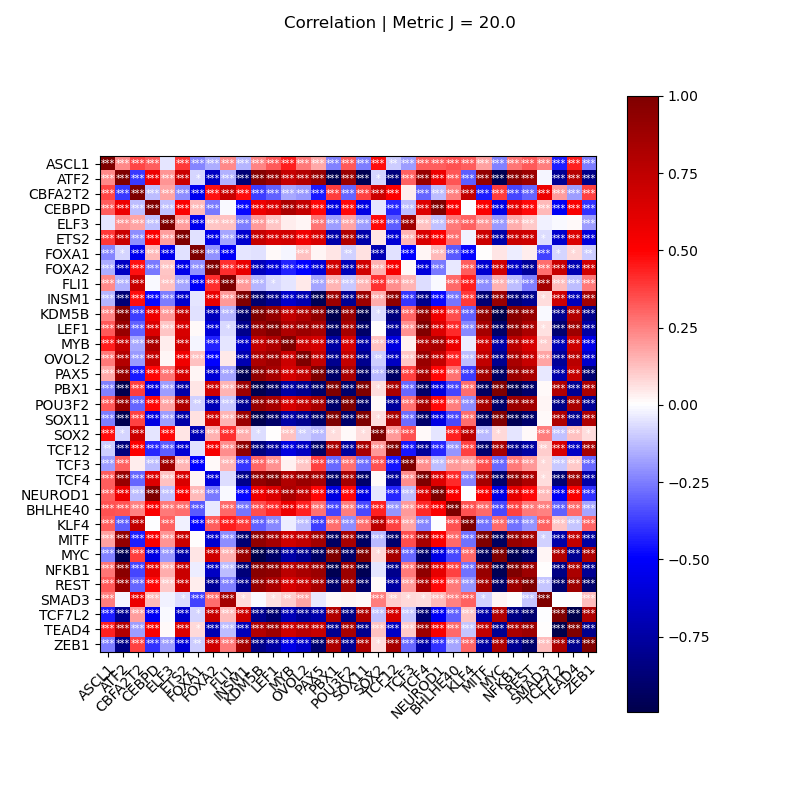 Correlation | Metric J = 20.0
ASCL1
ATF2
CBFA2T2
CEBPD
ELF3
ETS2
FOXA1
FOXA2
FLI1
INSM1
KDM5B
LEF1
MYB
OVOL2
PAX5
PBX1
POU3F2
SOX11
SOX2
TCF12
TCF3
TCF4
NEUROD1
BHLHE40
KLF4
MITF
MYC
NFKB1
REST
SMAD3
TCF7L2
TEAD4
ZEB1
ASCL1
ATF2
CBFA2T2
CEBPD
ELF3
ETS2
FOXA1
FOXA2
FLI1
INSM1
KDM5B
LEF1
MYB
OVOL2
PAX5
PBX1
POU3F2
SOX11
SOX2
TCF12
TCF3
TCF4
NEUROD1
BHLHE40
KLF4
MITF
MYC
NFKB1
REST
SMAD3
TCF7L2
TEAD4
ZEB1
1.00
0.75
0.50
0.25
0.00
−0.25
−0.50
−0.75